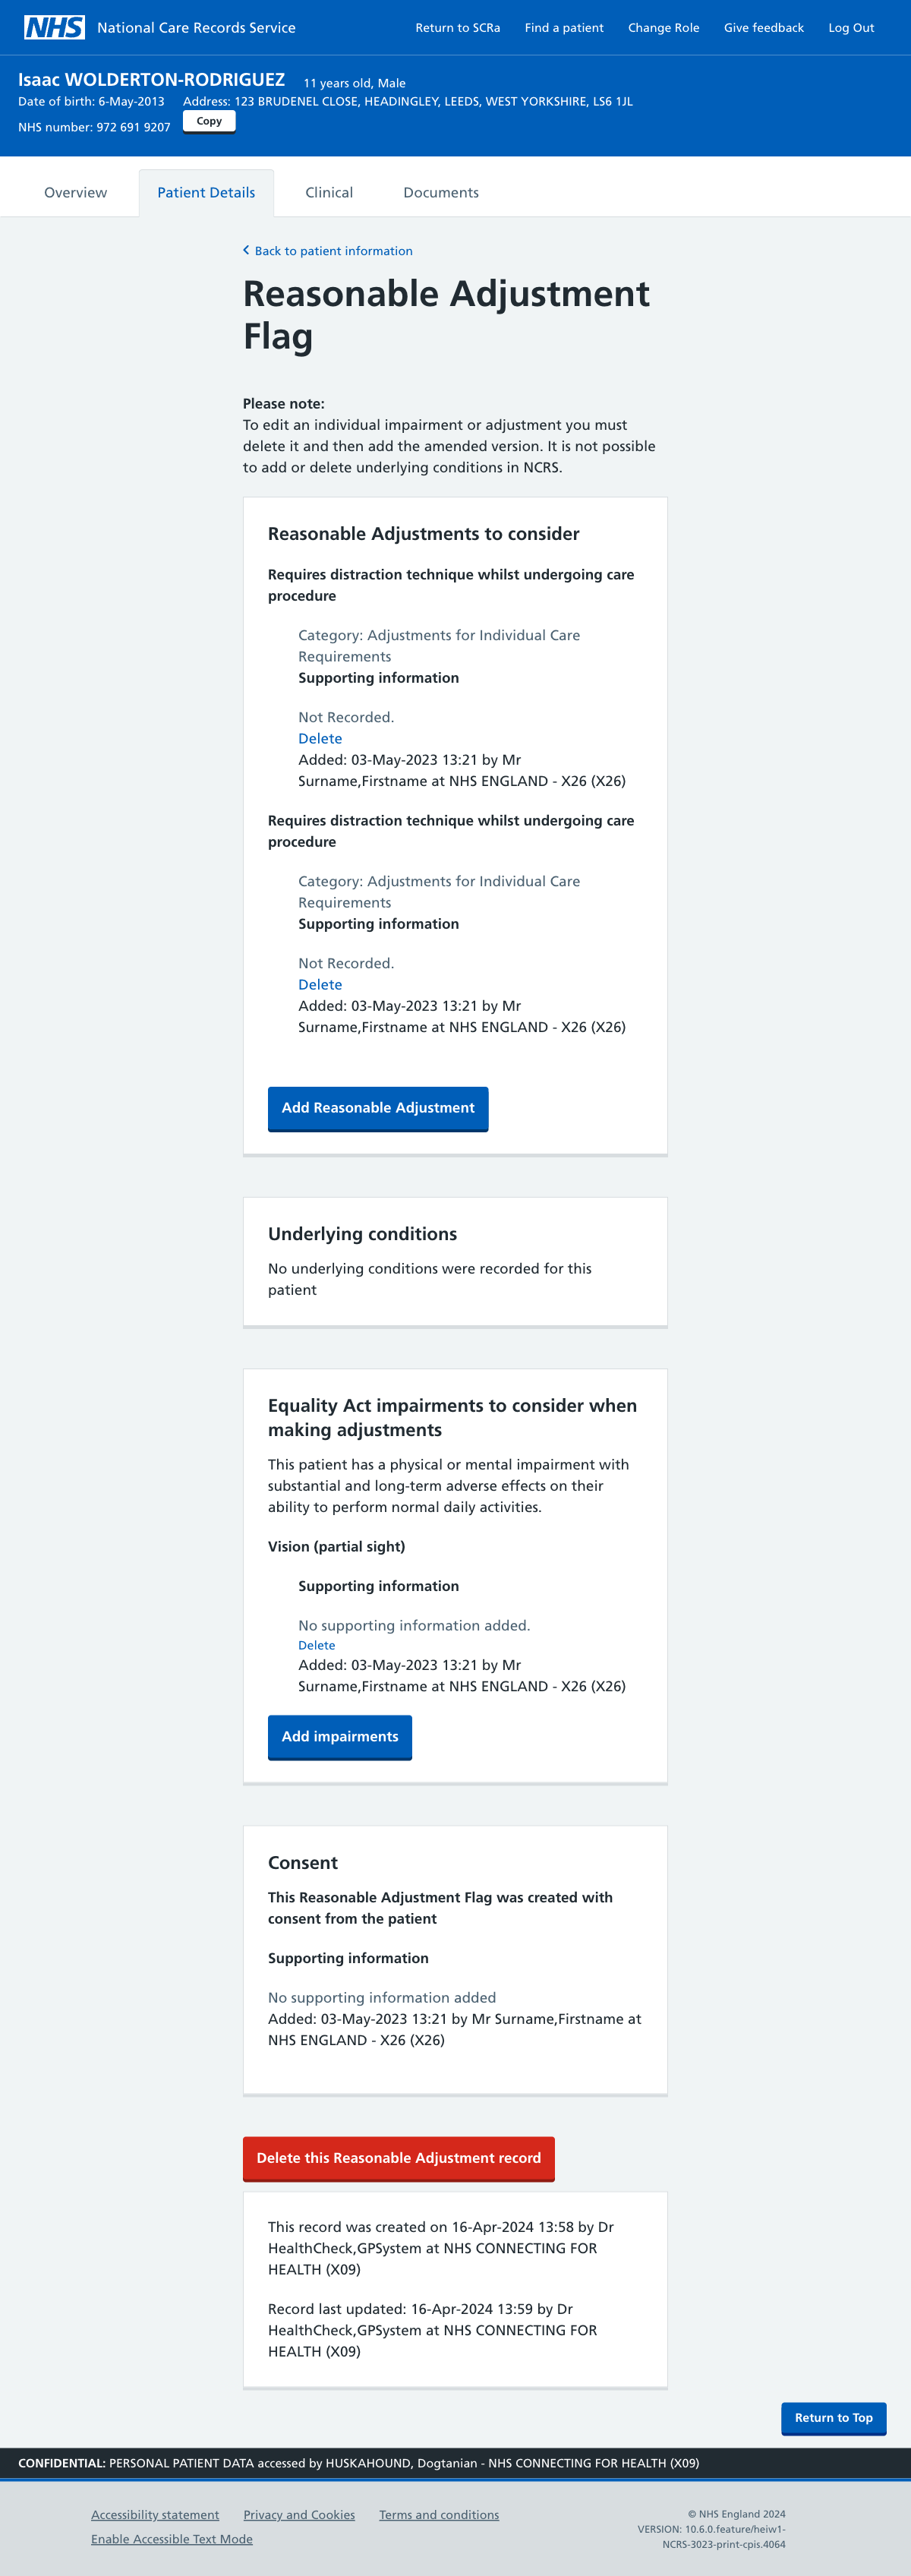 NHS National Care Records Service Return to SCRa Find a patient Change Role Give feedback Log Out
Isaac WOLDERTON-RODRIGUEZ 11 years old, Male
Date of birth: 6-May-2013 Address: 123 BRUDENEL CLOSE, HEADINGLEY, LEEDS, WEST YORKSHIRE, LS6 1JL
NHS number: 972 691 9207 Copy
Overview Patient Details Clinical Documents
Back to patient information
Reasonable Adjustment
Flag
Please note:
To edit an individual impairment or adjustment you must
delete it and then add the amended version. It is not possible
to add or delete underlying conditions in NCRS.
Reasonable Adjustments to consider
Requires distraction technique whilst undergoing care
procedure
Category: Adjustments for Individual Care
Requirements
Supporting information
Not Recorded.
Delete
Added: 03-May-2023 13:21 by Mr
Surname,Firstname at NHS ENGLAND - X26 (X26)
Requires distraction technique whilst undergoing care
procedure
Category: Adjustments for Individual Care
Requirements
Supporting information
Not Recorded.
Delete
Added: 03-May-2023 13:21 by Mr
Surname,Firstname at NHS ENGLAND - X26 (X26)
Add Reasonable Adjustment
Underlying conditions
No underlying conditions were recorded for this
patient
Equality Act impairments to consider when
making adjustments
This patient has a physical or mental impairment with
substantial and long-term adverse effects on their
ability to perform normal daily activities.
Vision (partial sight)
Supporting information
No supporting information added.
Delete
Added: 03-May-2023 13:21 by Mr
Surname,Firstname at NHS ENGLAND - X26 (X26)
Add impairments
Consent
This Reasonable Adjustment Flag was created with
consent from the patient
Supporting information
No supporting information added
Added: 03-May-2023 13:21 by Mr Surname,Firstname at
NHS ENGLAND - X26 (X26)
Delete this Reasonable Adjustment record
This record was created on 16-Apr-2024 13:58 by Dr
HealthCheck,GPSystem at NHS CONNECTING FOR
HEALTH (X09)
Record last updated: 16-Apr-2024 13:59 by Dr
HealthCheck,GPSystem at NHS CONNECTING FOR
HEALTH (X09)
Return to Top
CONFIDENTIAL: PERSONAL PATIENT DATA accessed by HUSKAHOUND, Dogtanian - NHS CONNECTING FOR HEALTH (X09)
Accessibility statement Privacy and Cookies Terms and conditions
Enable Accessible Text Mode
© NHS England 2024
VERSION: 10.6.0.feature/heiw1-
NCRS-3023-print-cpis.4064